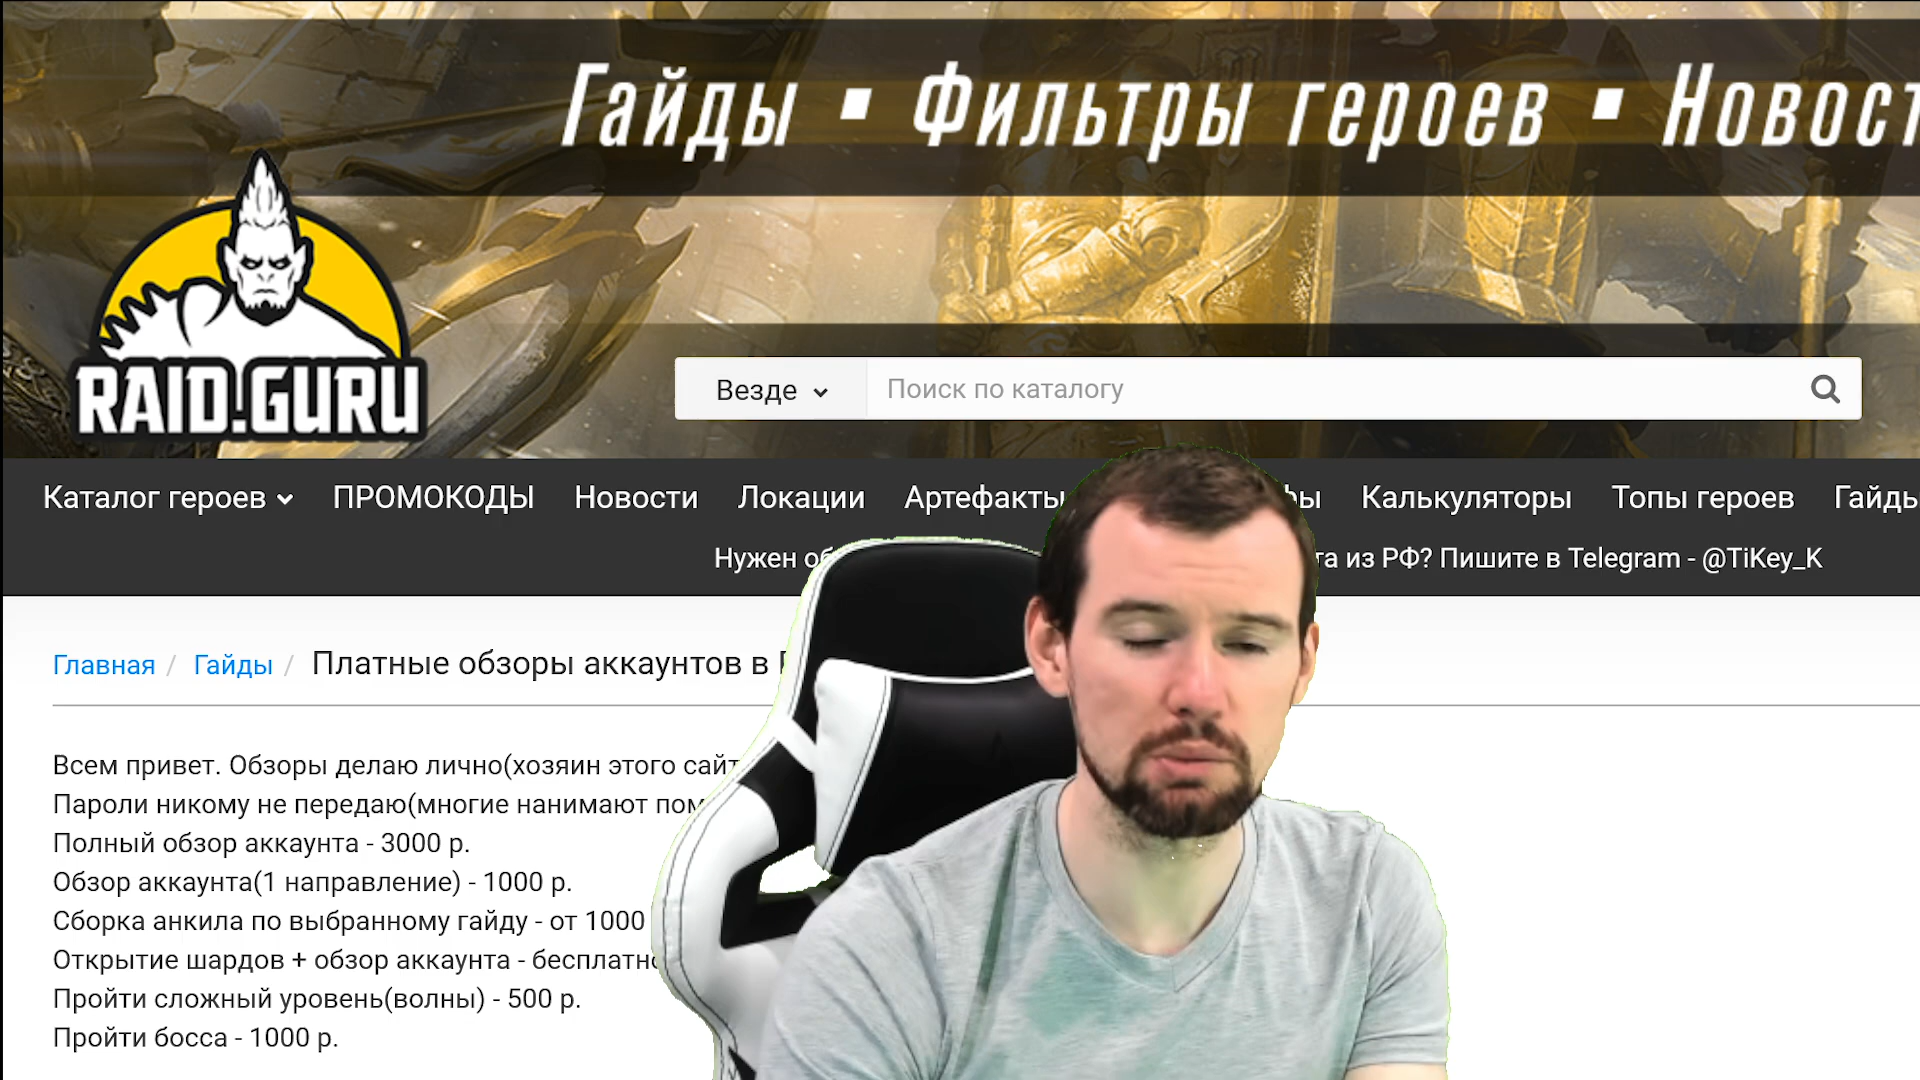 Гайды ▪ Фильтры героев ▪ Новост
RAID.GURU
Везде
Поиск по каталогу
Каталог героев ПРОМОКОДЫ Новости Локации Артефакты Калькуляторы Топы героев Гайды
Нужен из РФ? Пишите в Telegram - @TiKey_K
Главная / Гайды / Платные обзоры аккаунтов в
Всем привет. Обзоры делаю лично(хозяин этого сайт
Пароли никому не передаю(многие нанимают пом
Полный обзор аккаунта - 3000 р.
Обзор аккаунта(1 направление) - 1000 р.
Сборка анкила по выбранному гайду - от 1000
Открытие шардов + обзор аккаунта - бесплатно
Пройти сложный уровень(волны) - 500 р.
Пройти босса - 1000 р.